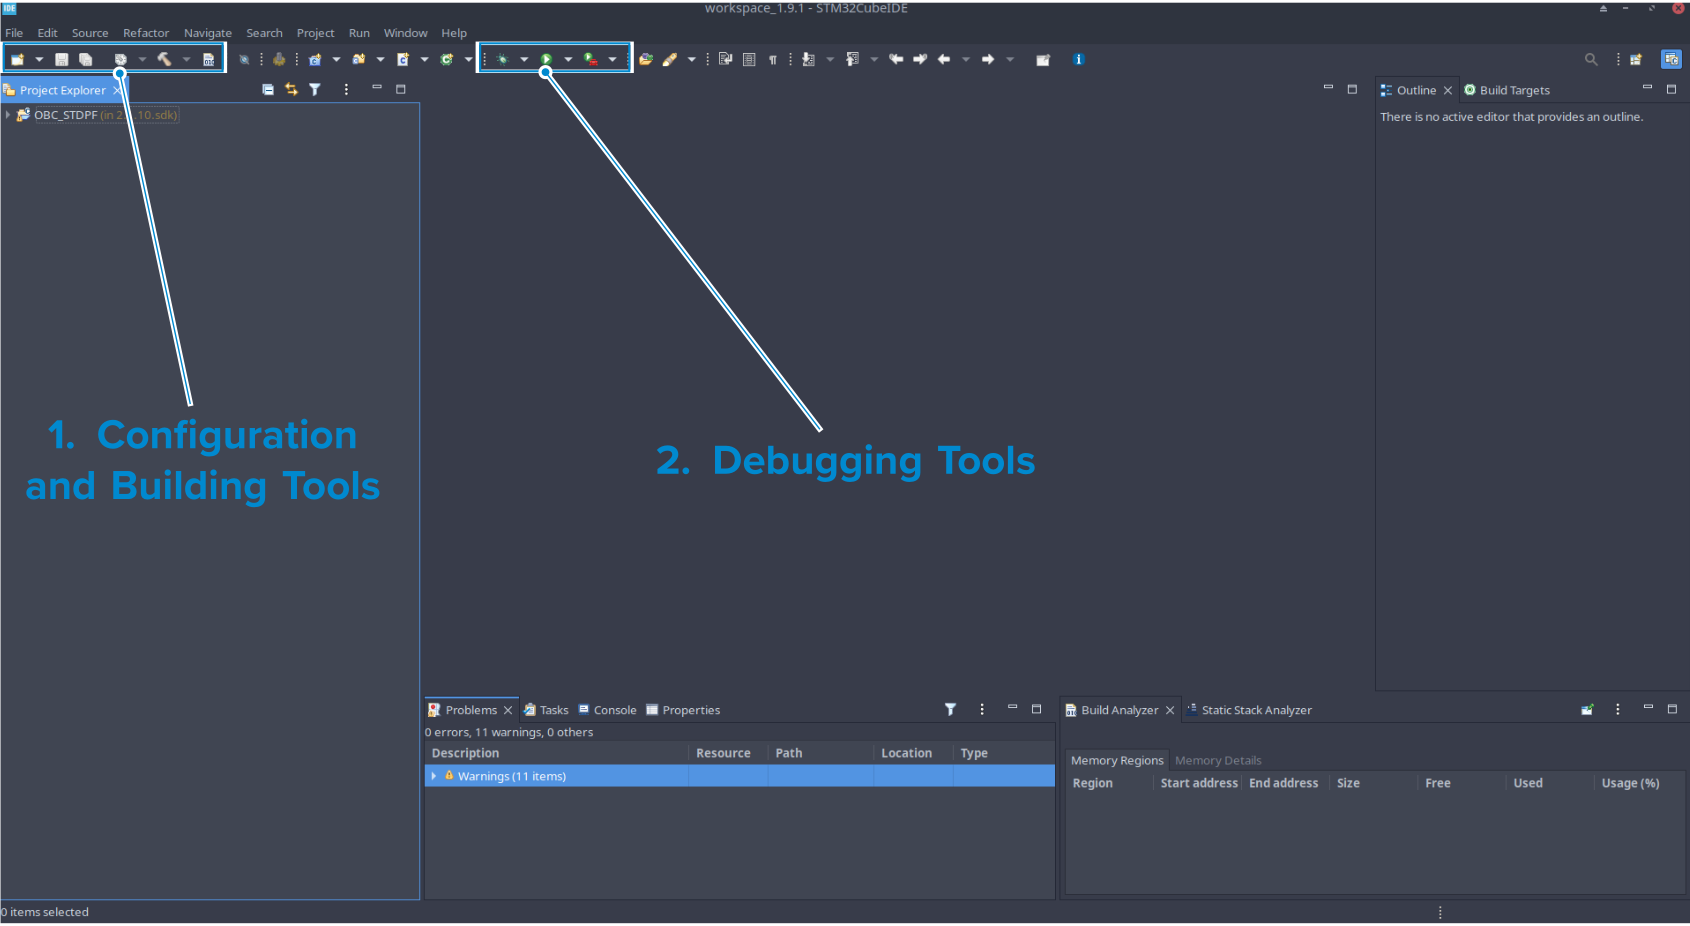 IDE
workspace_1.9.1 - STM32CubeIDE
File Edit Source Refactor Navigate Search Project Run Window Help
Project Explorer
Outline
Build Targets
OBC_STDPF (in 2. .10.sdk)
There is no active editor that provides an outline.
1. Configuration
and Building Tools
2. Debugging Tools
Problems
Tasks
Console
Properties
0 errors, 11 warnings, 0 others
Description Resource Path Location Type
Warnings (11 items)
Build Analyzer
Static Stack Analyzer
Memory Regions
Memory Details
Region Start address End address Size Free Used Usage (%)
0 items selected